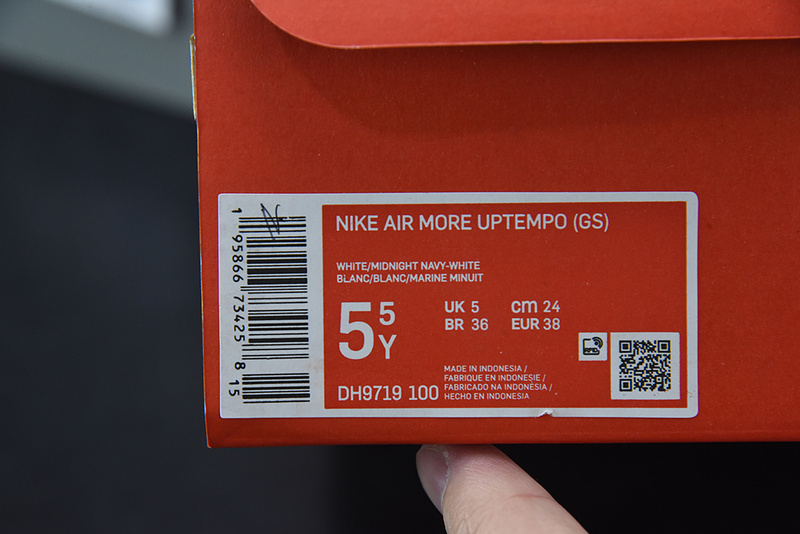 NIKE AIR MORE UPTEMPO (GS)
WHITE/MIDNIGHT NAVY-WHITE
BLANC/BLANC/MARINE MINUIT
5 5 Y
UK 5 cm 24
BR 36 EUR 38
MADE IN INDONESIA /
FABRIQUE EN INDONESIE /
FABRICADO NA INDONÉSIA /
HECHO EN INDONESIA
DH9719 100
1 95866 73425 8 15